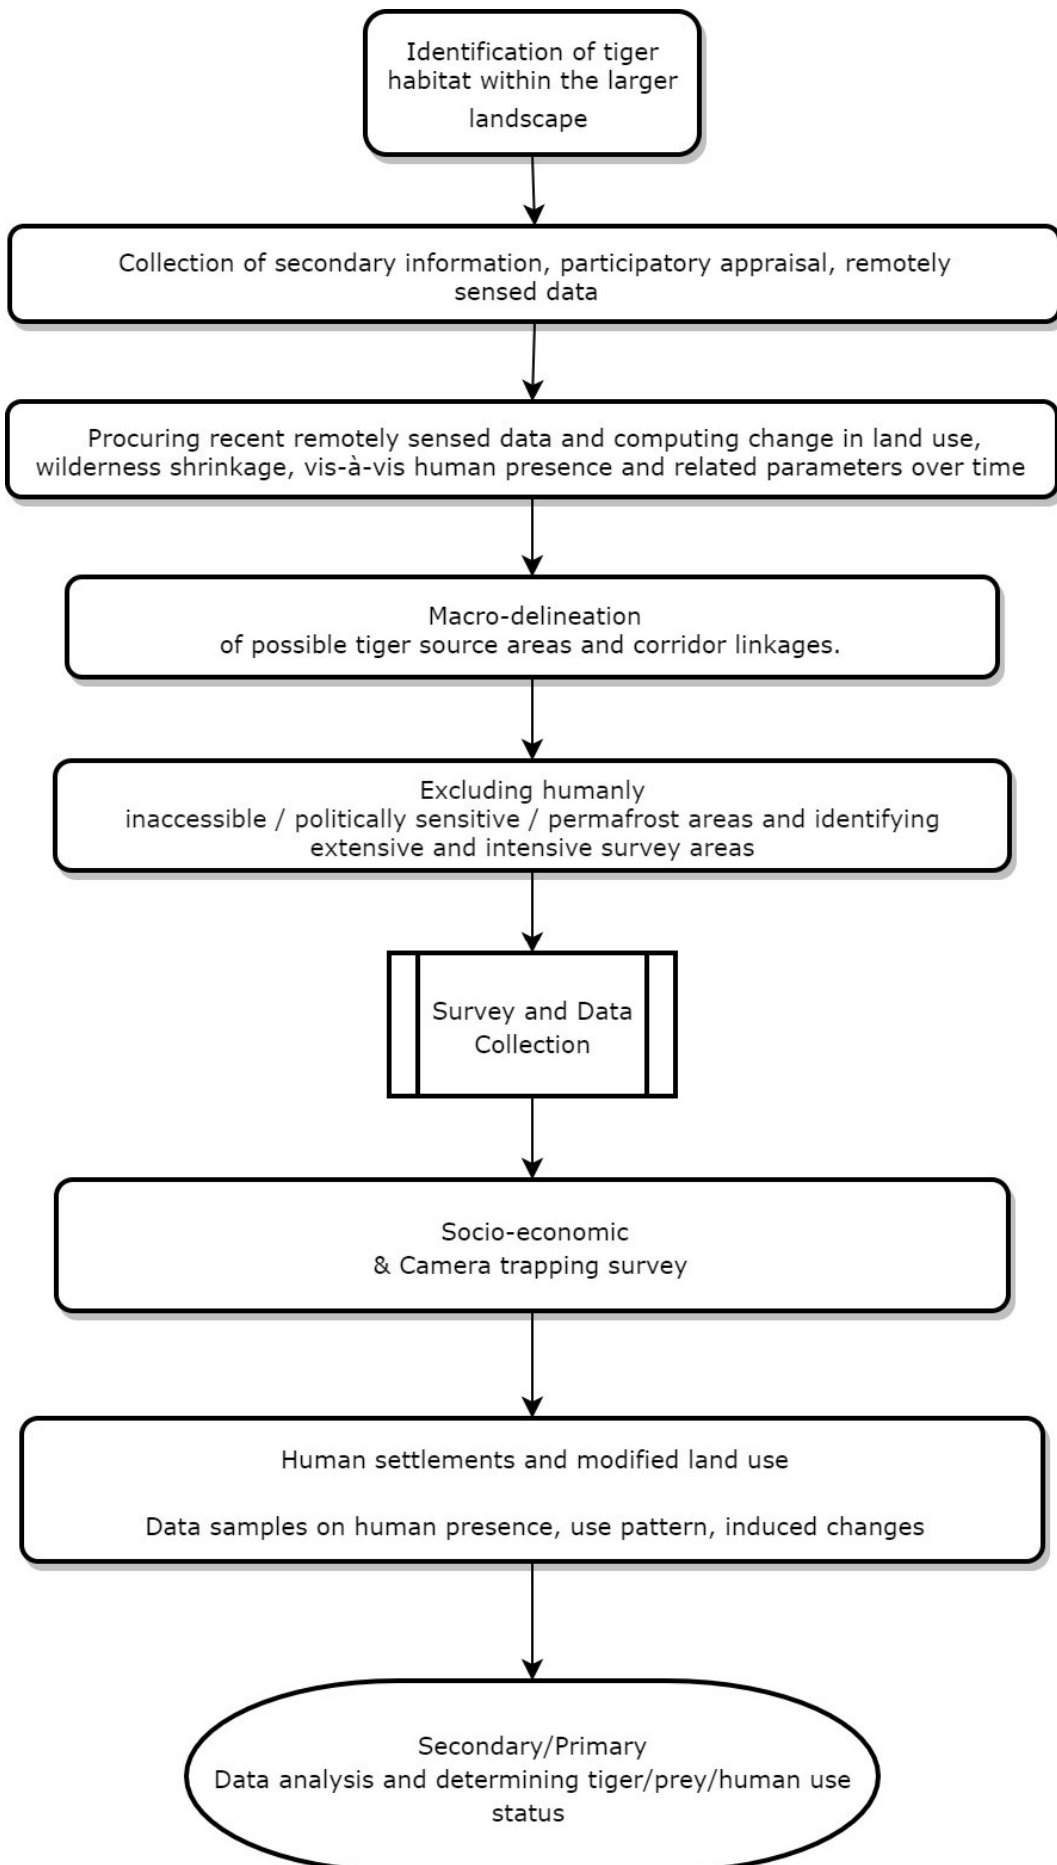 Identification of tiger
habitat within the larger
landscape
Collection of secondary information, participatory appraisal, remotely
sensed data
Procuring recent remotely sensed data and computing change in land use,
wilderness shrinkage, vis-à-vis human presence and related parameters over time
Macro-delineation
of possible tiger source areas and corridor linkages.
Excluding humanly
inaccessible / politically sensitive / permafrost areas and identifying
extensive and intensive survey areas
Survey and Data
Collection
Socio-economic
& Camera trapping survey
Human settlements and modified land use
Data samples on human presence, use pattern, induced changes
Secondary/Primary
Data analysis and determining tiger/prey/human use
status